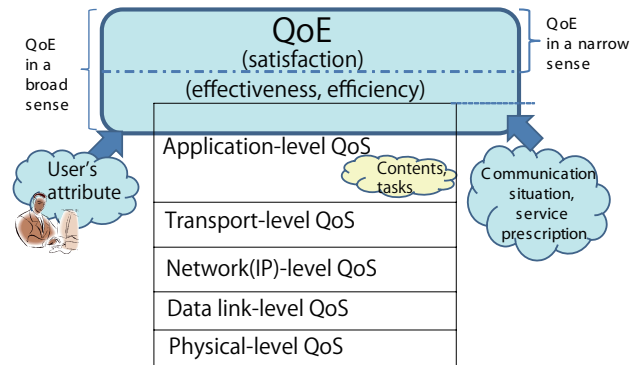 QoE
in a
broad
sense
QoE
(satisfaction)
(effectiveness, efficiency)
QoE
in a narrow
sense
Application-level QoS
Contents,
tasks
User's
attribute
Communication
situation,
service
prescription
Transport-level QoS
Network(IP)-level QoS
Data link-level QoS
Physical-level QoS